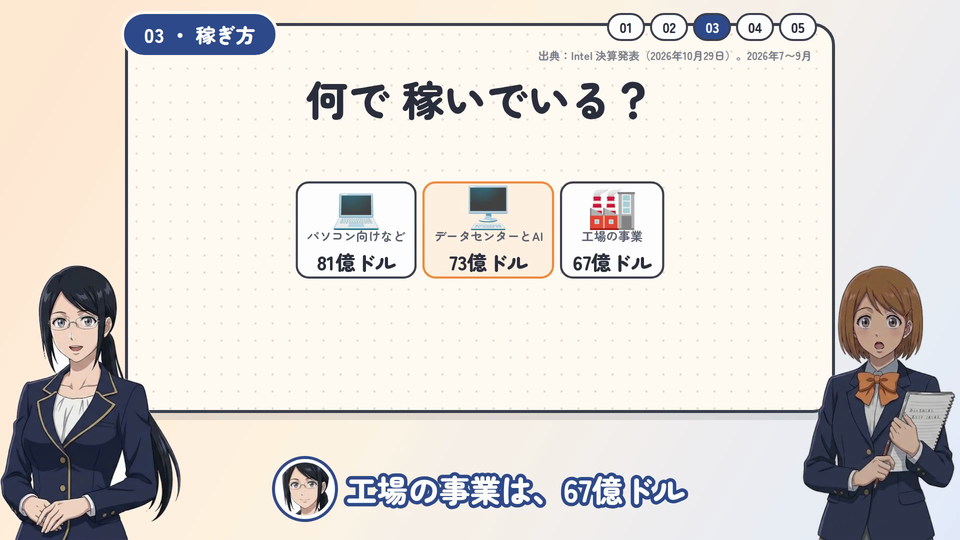 03 ・ 稼ぎ方
01 02 03 04 05
出典：Intel 決算発表（2026年10月29日）。2026年7〜9月
何で 稼いでいる？
パソコン向けなど
81億ドル
データセンターとAI
73億ドル
工場の事業
67億ドル
工場の事業は、67億ドル